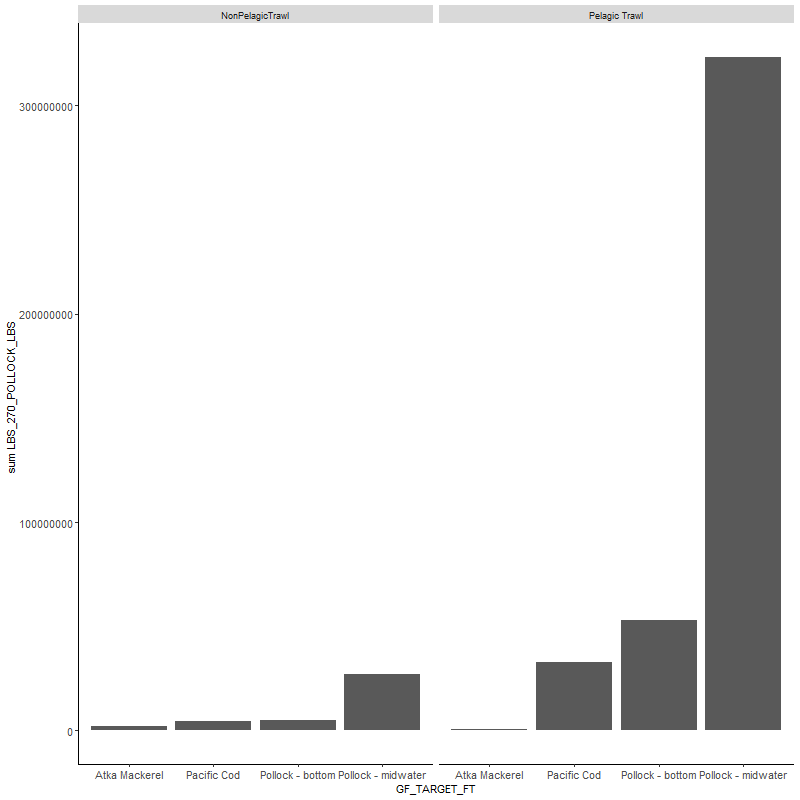 NonPelagicTrawl Pelagic Trawl
300000000
200000000
100000000
0
sum LBS_270_POLLOCK_LBS
Atka Mackerel Pacific Cod Pollock - bottom Pollock - midwater Atka Mackerel Pacific Cod Pollock - bottom Pollock - midwater
GF_TARGET_FT